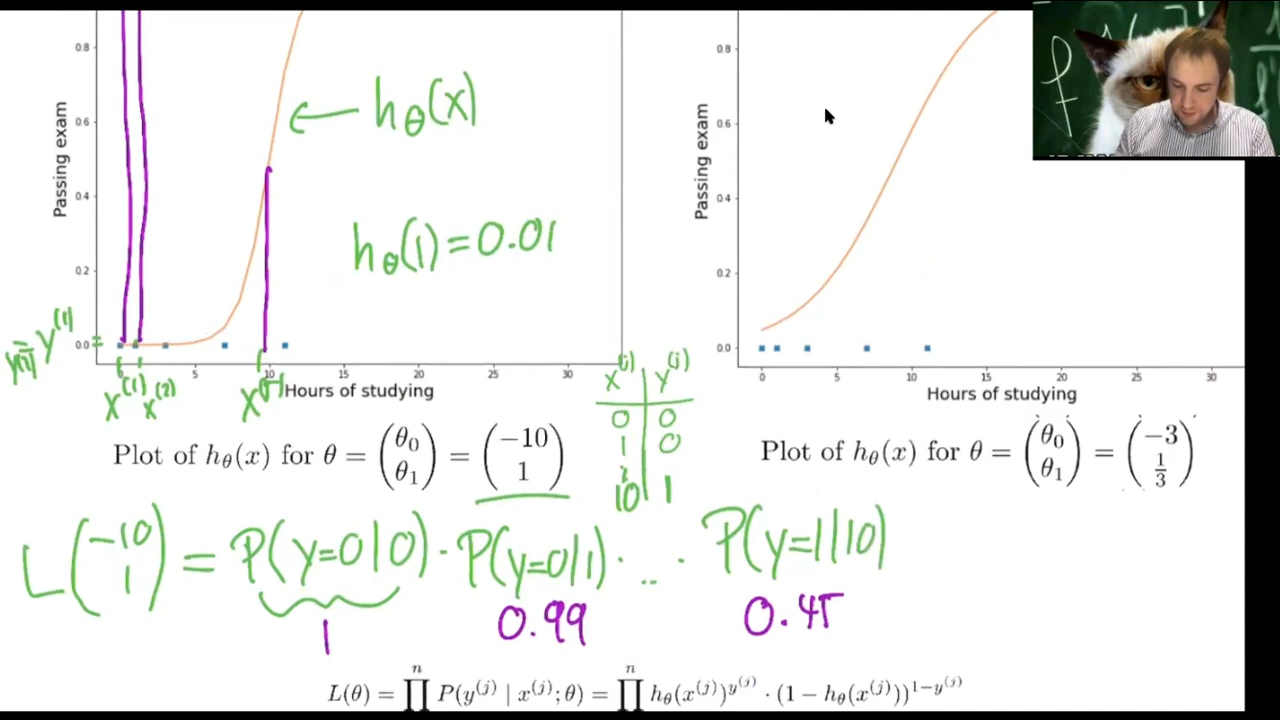 0.8
0.6
0.4
0.2
0.0
Passing exam
hθ(x)
hθ(1)=0.01
y(1) =
5 10 15 20 25 30
x(1) x(2)
Hours of studying
0.8
0.6
0.4
0.2
0.0
Passing exam
0 5 10 15 20 25 30
Hours of studying
x(j) y(j)
0 0
1 0
10 1
Plot of hθ(x) for θ = (θ0 θ1) = (−10 1)
Plot of hθ(x) for θ = (θ0 θ1) = (−3 1/3)
L(−10 1) = P(y=0|0) · P(y=0|1) · .. · P(y=1|10)
1 0.99 0.45
L(θ) = ∏ⁿ P(y(j) | x(j); θ) = ∏ⁿ hθ(x(j))^y(j) · (1 − hθ(x(j)))^1−y(j)